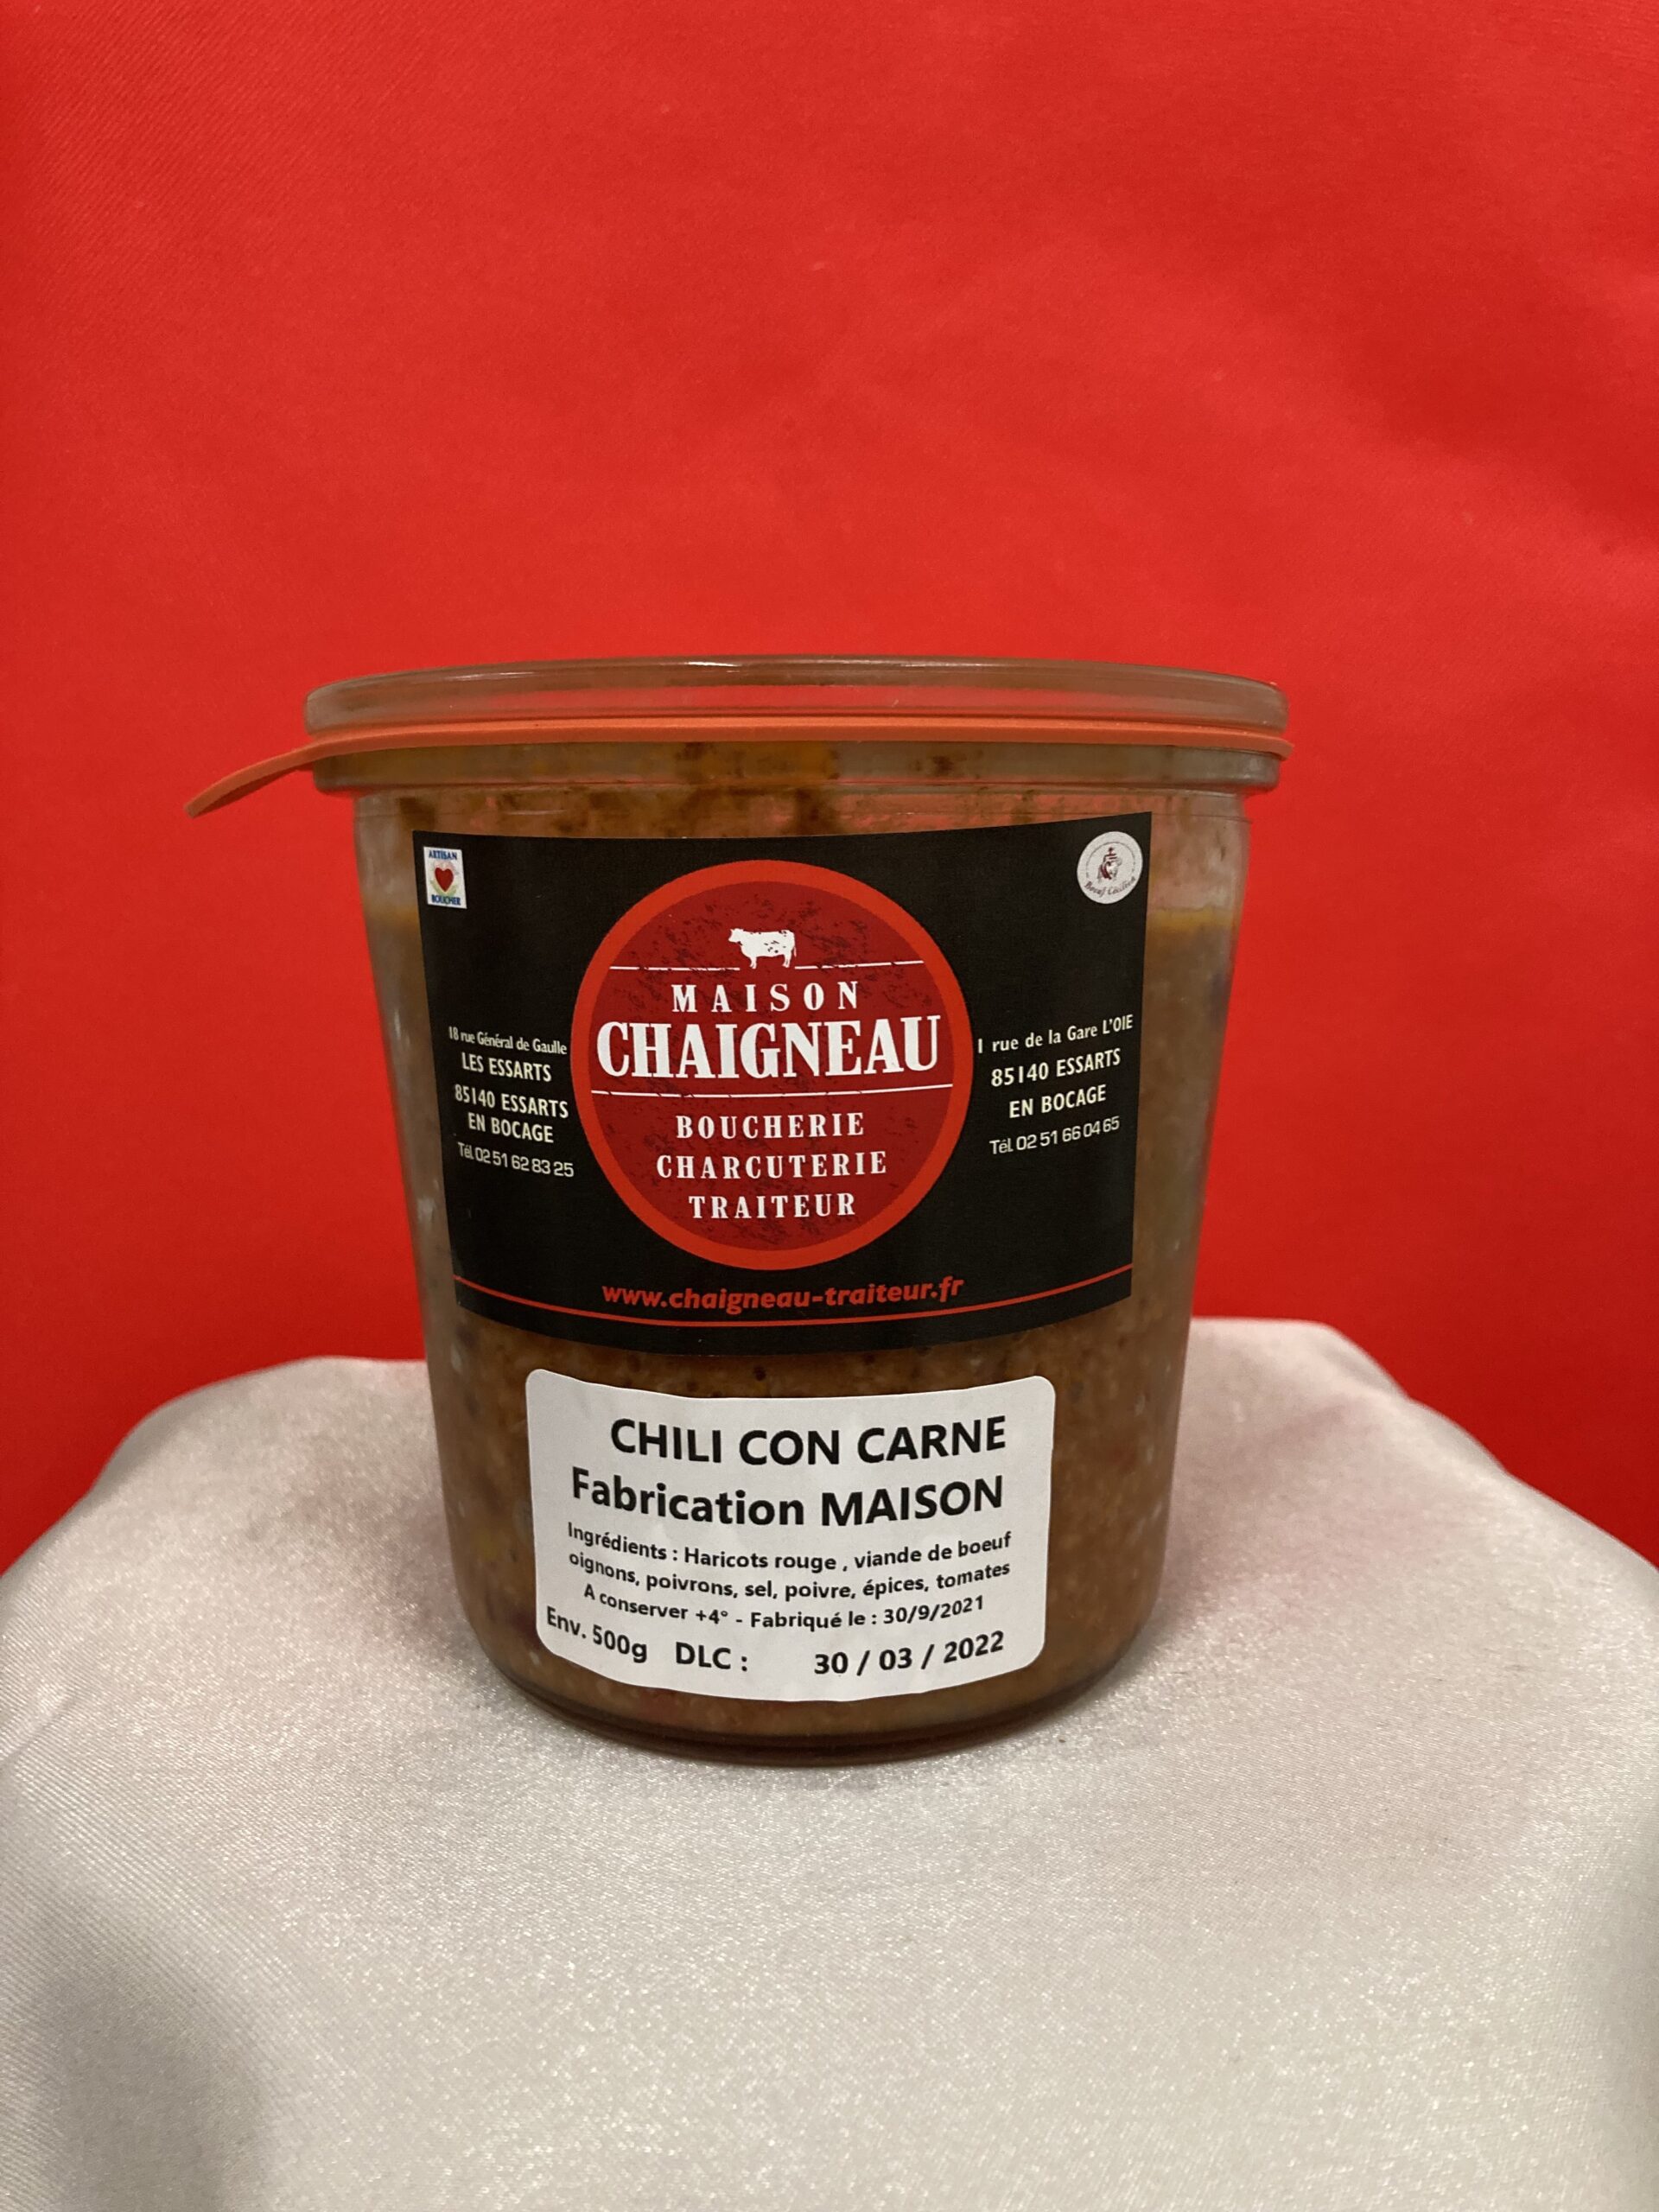 ARTISAN
BOUCHER
Boeuf Cécilien
MAISON
CHAIGNEAU
BOUCHERIE
CHARCUTERIE
TRAITEUR
18 rue Général de Gaulle
LES ESSARTS
85140 ESSARTS
EN BOCAGE
Tél. 02 51 62 83 25
1 rue de la Gare L'OIE
85140 ESSARTS
EN BOCAGE
Tél. 02 51 66 04 65
www.chaigneau-traiteur.fr
CHILI CON CARNE
Fabrication MAISON
Ingrédients : Haricots rouge , viande de boeuf
oignons, poivrons, sel, poivre, épices, tomates
A conserver +4° - Fabriqué le : 30/9/2021
Env. 500g DLC : 30 / 03 / 2022